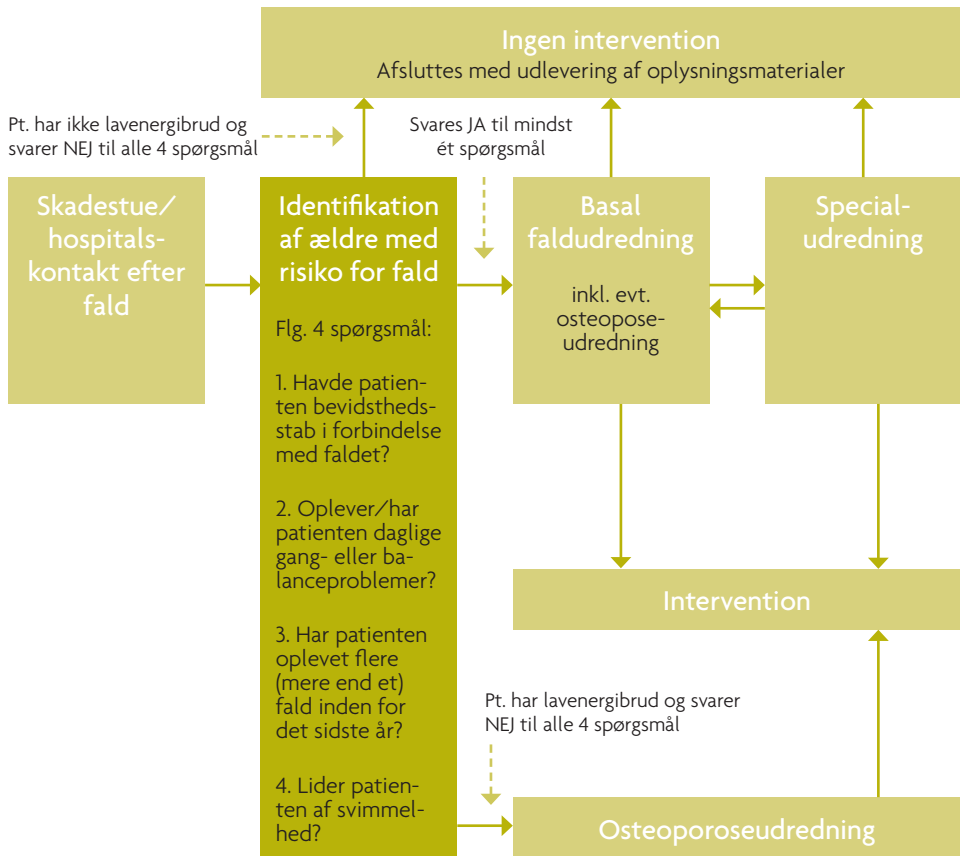 Ingen intervention
Afsluttes med udlevering af oplysningsmaterialer
Pt. har ikke lavenergibrud og
svarer NEJ til alle 4 spørgsmål
Svares JA til mindst
ét spørgsmål
Skadestue/
hospitals-
kontakt efter
fald
Identifikation
af ældre med
risiko for fald
Flg. 4 spørgsmål:
1. Havde patien-
ten bevidstheds-
stab i forbindelse
med faldet?
2. Oplever/har
patienten daglige
gang- eller ba-
lanceproblemer?
3. Har patienten
oplevet flere
(mere end et)
fald inden for
det sidste år?
4. Lider patien-
ten af svimmel-
hed?
Basal
faldudredning
inkl. evt.
osteopose-
udredning
Special-
udredning
Intervention
Pt. har lavenergibrud og svarer
NEJ til alle 4 spørgsmål
Osteoporoseudredning